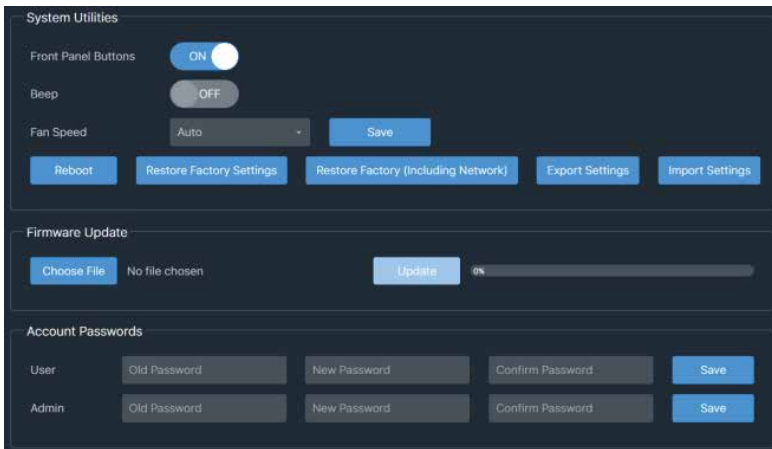 System Utilities
Front Panel Buttons ON
Beep OFF
Fan Speed Auto Save
Reboot Restore Factory Settings Restore Factory (Including Network) Export Settings Import Settings
Firmware Update
Choose File No file chosen Update 0%
Account Passwords
User Old Password New Password Confirm Password Save
Admin Old Password New Password Confirm Password Save